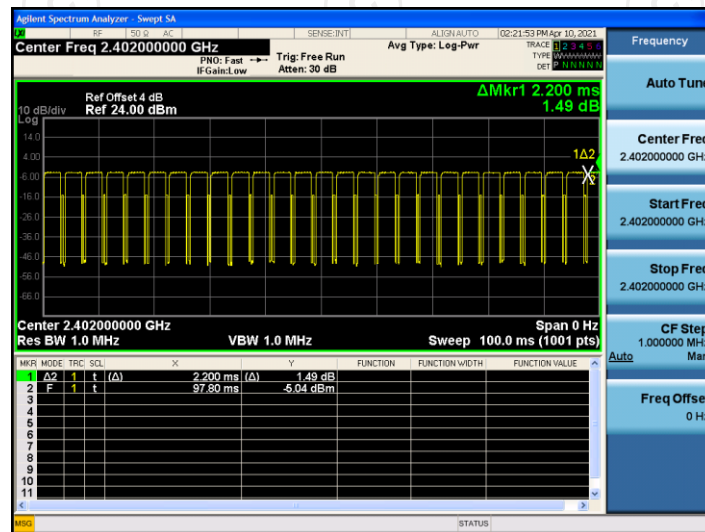 Agilent Spectrum Analyzer - Swept SA
RF 50 Ω AC SENSE:INT ALIGN AUTO 02:21:53 PM Apr 10, 2021
Center Freq 2.402000000 GHz
PNO: Fast
IFGain:Low
Trig: Free Run
Atten: 30 dB
Avg Type: Log-Pwr
TRACE 1 2 3 4 5 6
TYPE
DET P N N N N N
ΔMkr1 2.200 ms
1.49 dB
Ref Offset 4 dB
10 dB/div Ref 24.00 dBm
Log
14.0
4.00
-6.00
-16.0
-26.0
-36.0
-46.0
-56.0
-66.0
1Δ2
Center 2.402000000 GHz Span 0 Hz
Res BW 1.0 MHz VBW 1.0 MHz Sweep 100.0 ms (1001 pts)
MKR MODE TRC SCL X Y FUNCTION FUNCTION WIDTH FUNCTION VALUE
1 Δ2 1 t (Δ) 2.200 ms (Δ) 1.49 dB
2 F 1 t 97.80 ms -5.04 dBm
3
4
5
6
7
8
9
10
11
MSG STATUS
Frequency
Auto Tune
Center Freq
2.402000000 GHz
Start Freq
2.402000000 GHz
Stop Freq
2.402000000 GHz
CF Step
1.000000 MHz
Auto Man
Freq Offset
0 Hz